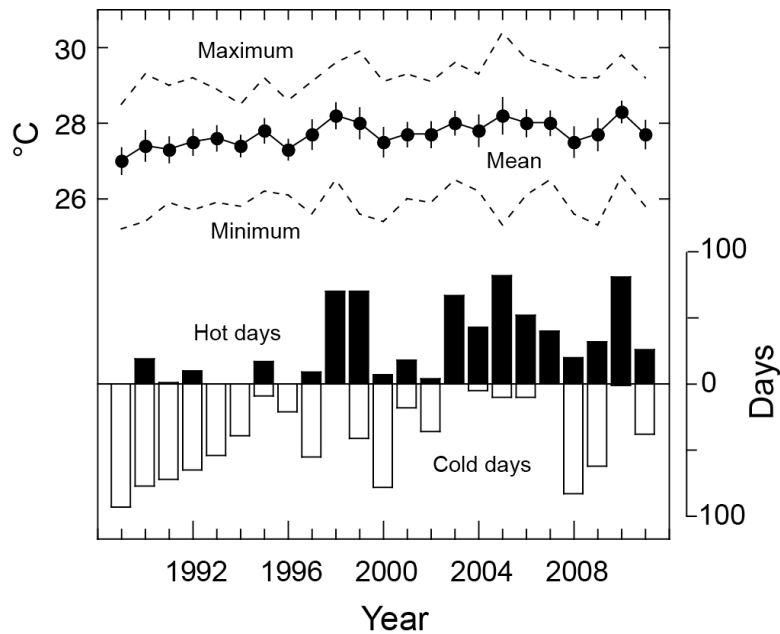 30
Maximum
°C
28
Mean
26
Minimum
100
Hot days
0
Days
Cold days
-100
1992 1996 2000 2004 2008
Year